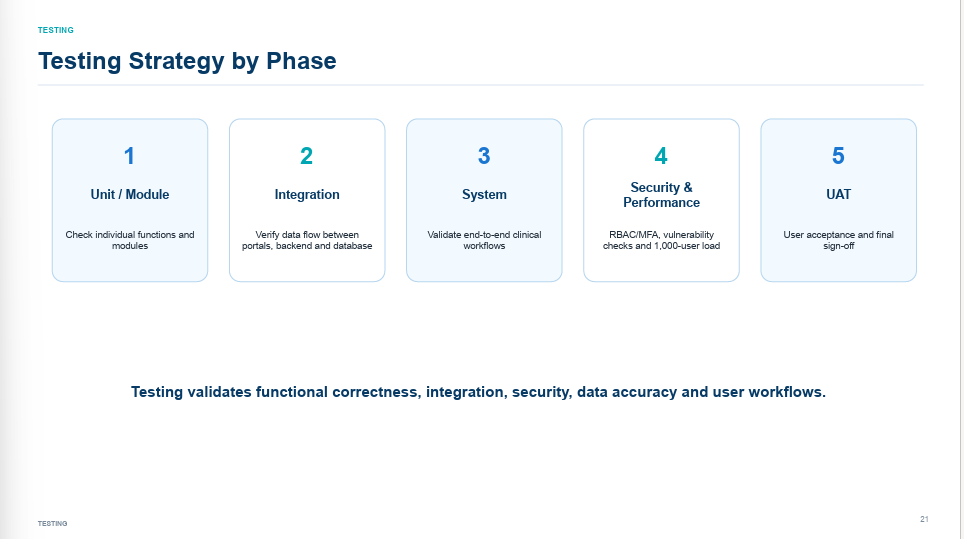 TESTING
Testing Strategy by Phase
1
Unit / Module
Check individual functions and
modules
2
Integration
Verify data flow between
portals, backend and database
3
System
Validate end-to-end clinical
workflows
4
Security &
Performance
RBAC/MFA, vulnerability
checks and 1,000-user load
5
UAT
User acceptance and final
sign-off
Testing validates functional correctness, integration, security, data accuracy and user workflows.
TESTING
21